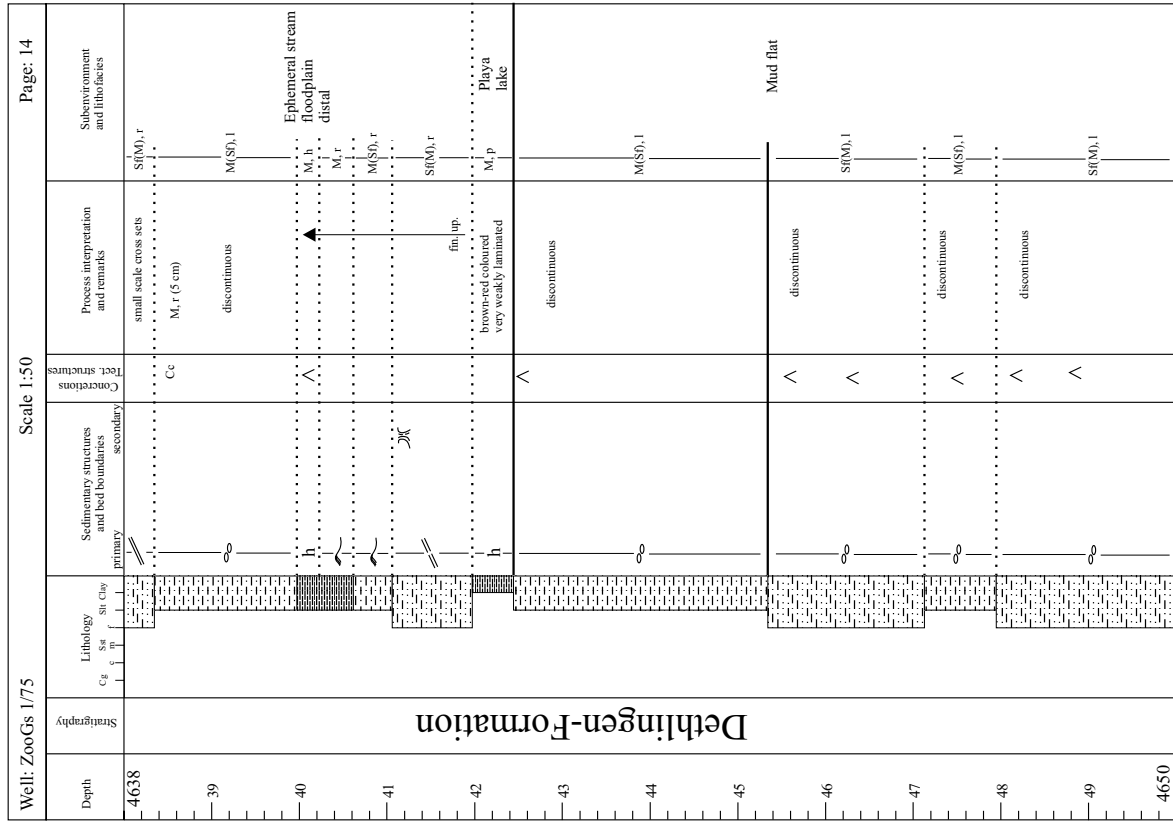 Well: ZooGs 1/75
Scale 1:50
Page: 14
Depth
Stratigraphy
Lithology
Cg c m f Slt Clay
Sst
Sedimentary structures
and bed boundaries
primary
secondary
Concretions
Tect. structures
Process interpretation
and remarks
Subenvironment
and lithofacies
4638
39
40
41
42
43
44
45
46
47
48
49
4650
Dethlingen-Formation
h
h
Cc
small scale cross sets
M, r (5 cm)
discontinuous
fin. up.
brown-red coloured
very weakly laminated
discontinuous
discontinuous
discontinuous
discontinuous
Sf(M), r
M(Sf), l
M, h
M, r
M(Sf), r
Sf(M), r
M, p
M(Sf), l
Sf(M), l
M(Sf), l
Sf(M), l
Ephemeral stream
floodplain
distal
Playa
lake
Mud flat